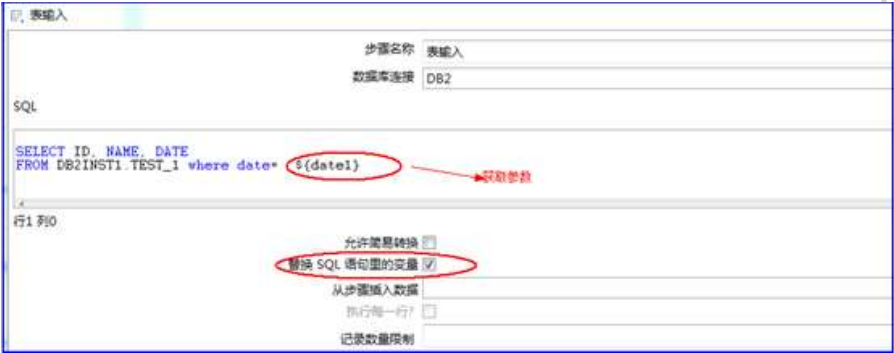 表输入
步骤名称 表输入
数据库连接 DB2
SQL
SELECT ID, NAME, DATE
FROM DB2INST1.TEST_1 where date= ${date1}
获取参数
行1 列0
允许简易转换
替换 SQL 语句里的变量
从步骤插入数据
执行每一行?
记录数量限制